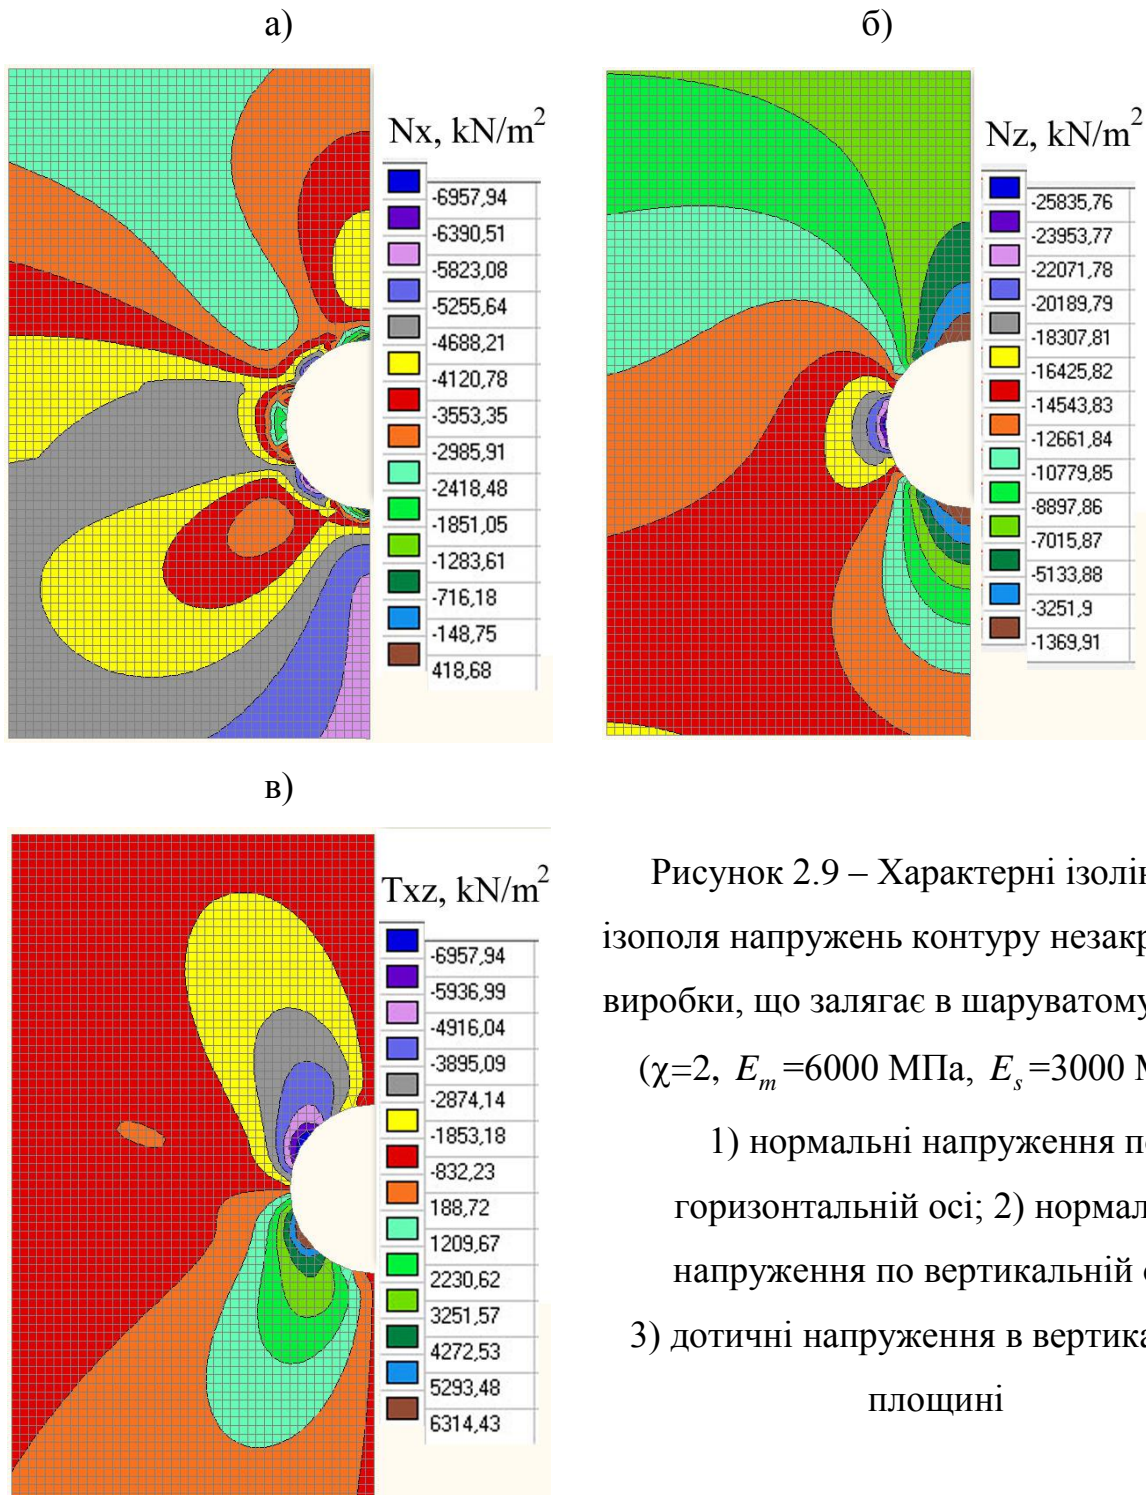 а)
б)
Nx, kN/m²
-6957,94
-6390,51
-5823,08
-5255,64
-4688,21
-4120,78
-3553,35
-2985,91
-2418,48
-1851,05
-1283,61
-716,18
-148,75
418,68
Nz, kN/m²
-25835,76
-23953,77
-22071,78
-20189,79
-18307,81
-16425,82
-14543,83
-12661,84
-10779,85
-8897,86
-7015,87
-5133,88
-3251,9
-1369,91
в)
Txz, kN/m²
-6957,94
-5936,99
-4916,04
-3895,09
-2874,14
-1853,18
-832,23
188,72
1209,67
2230,62
3251,57
4272,53
5293,48
6314,43
Рисунок 2.9 – Характерні
ізополя напружень контуру
виробки, що залягає в шаруватому
(χ=2, Eₘ=6000 МПа, Eₛ=3000
1) нормальні напруження
горизонтальній осі; 2)
напруження по вертикальній
3) дотичні напруження в
площині